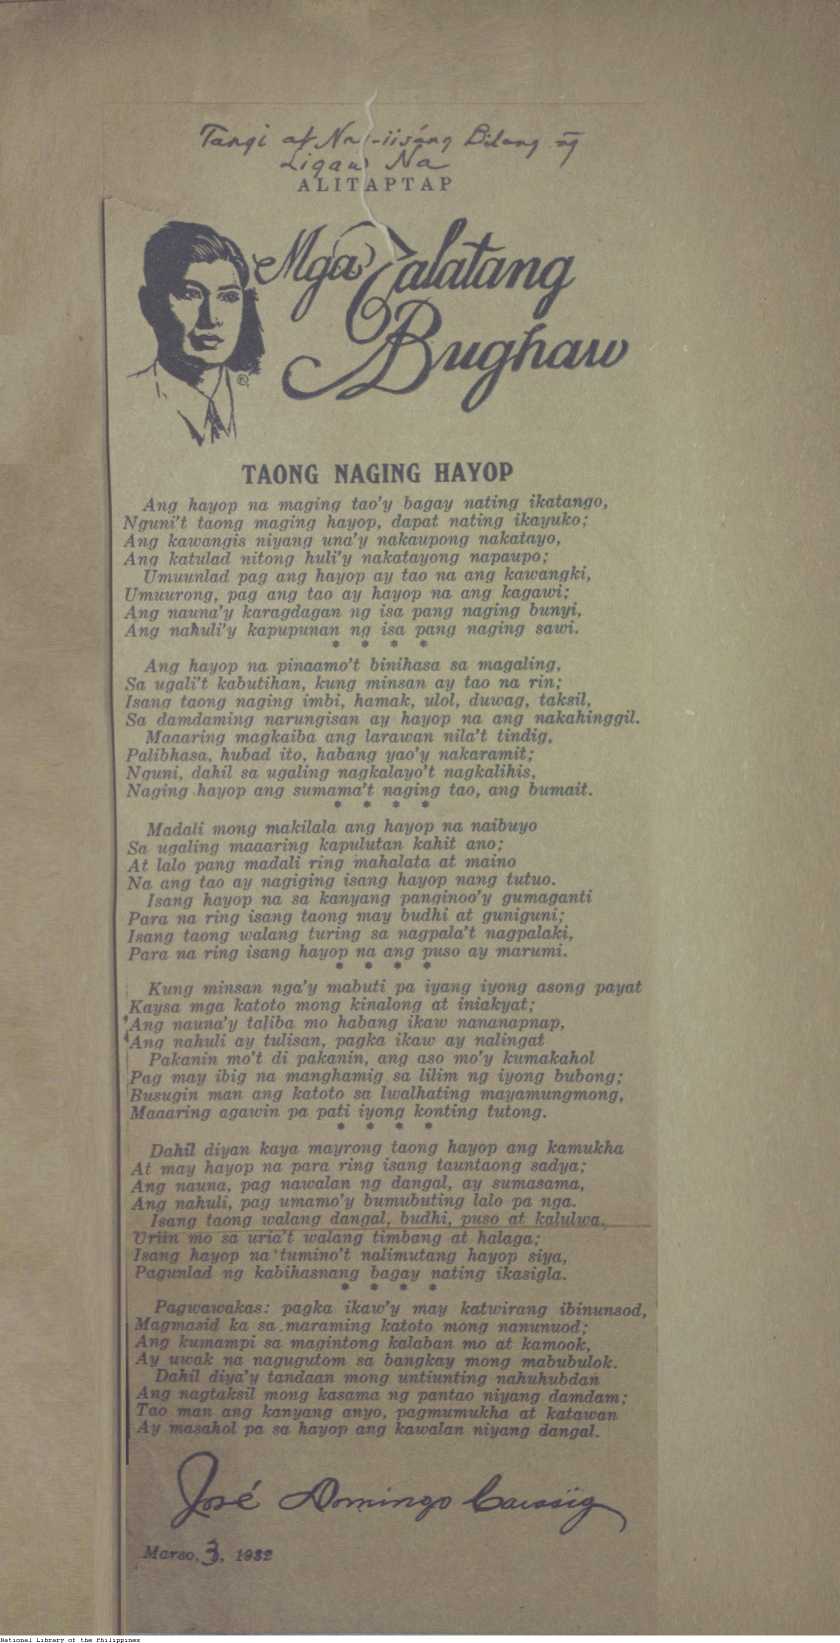 Tangi at Nag-iisáng Bilang ng
Ligaw Na
ALITAPTAP
Mga Talatang
Bughaw
TAONG NAGING HAYOP
Ang hayop na maging tao'y bagay nating ikatango,
Nguni't taong maging hayop, dapat nating ikayuko;
Ang kawangis niyang una'y nakaupong nakatayo,
Ang katulad nitong huli'y nakatayong napaupo;
Umuunlad pag ang hayop ay tao na ang kawangki,
Umuurong, pag ang tao ay hayop na ang kagawi;
Ang nauna'y karagdagan ng isa pang naging bunyi,
Ang nahuli'y kapupunan ng isa pang naging sawi.
* * * *
Ang hayop na pinaamo't binihasa sa magaling,
Sa ugali't kabutihan, kung minsan ay tao na rin;
Isang taong naging imbi, hamak, ulol, duwag, taksil,
Sa damdaming narungisan ay hayop na ang nakahinggil.
Maaaring magkaiba ang larawan nila't tindig,
Palibhasa, hubad ito, habang yao'y nakaramit;
Nguni, dahil sa ugaling nagkalayo't nagkalihis,
Naging hayop ang sumama't naging tao, ang bumait.
* * * *
Madali mong makilala ang hayop na naibuyo
Sa ugaling maaaring kapulutan kahit ano;
At lalo pang madali ring mahalata at maino
Na ang tao ay nagiging isang hayop nang tutuo.
Isang hayop na sa kanyang panginoo'y gumaganti
Para na ring isang taong may budhi at guniguni;
Isang taong walang turing sa nagpala't nagpalaki,
Para na ring isang hayop na ang puso ay marumi.
* * * *
Kung minsan nga'y mabuti pa iyang iyong asong payat
Kaysa mga katoto mong kinalong at iniakyat;
Ang nauna'y taliba mo habang ikaw nananapnap,
Ang nahuli ay tulisan, pagka ikaw ay nalingat
Pakanin mo't di pakanin, ang aso mo'y kumakahol
Pag may ibig na manghamig sa lilim ng iyong bubong;
Busugin man ang katoto sa lwalhating mayamungmong,
Maaaring agawin pa pati iyong konting tutong.
* * * *
Dahil diyan kaya mayrong taong hayop ang kamukha
At may hayop na para ring isang tauntaong sadya;
Ang nauna, pag nawalan ng dangal, ay sumasama,
Ang nahuli, pag umamo'y bumubuting lalo pa nga.
Isang taong walang dangal, budhi, puso at kalulwa,
Uriin mo sa uria't walang timbang at halaga;
Isang hayop na tumino't nalimutang hayop siya,
Pagunlad ng kabihasnang bagay nating ikasigla.
* * * *
Pagwawakas: pagka ikaw'y may katwirang ibinunsod,
Magmasid ka sa maraming katoto mong nanunuod;
Ang kumampi sa magintong kalaban mo at kamook,
Ay uwak na nagugutom sa bangkay mong mabubulok.
Dahil diya'y tandaan mong untiunting nahuhubdan
Ang nagtaksil mong kasama ng pantao niyang damdam;
Tao man ang kanyang anyo, pagmumukha at katawan
Ay masahol pa sa hayop ang kawalan niyang dangal.
José Domingo Carasig
Marso, 3, 1932
National Library of the Philippines